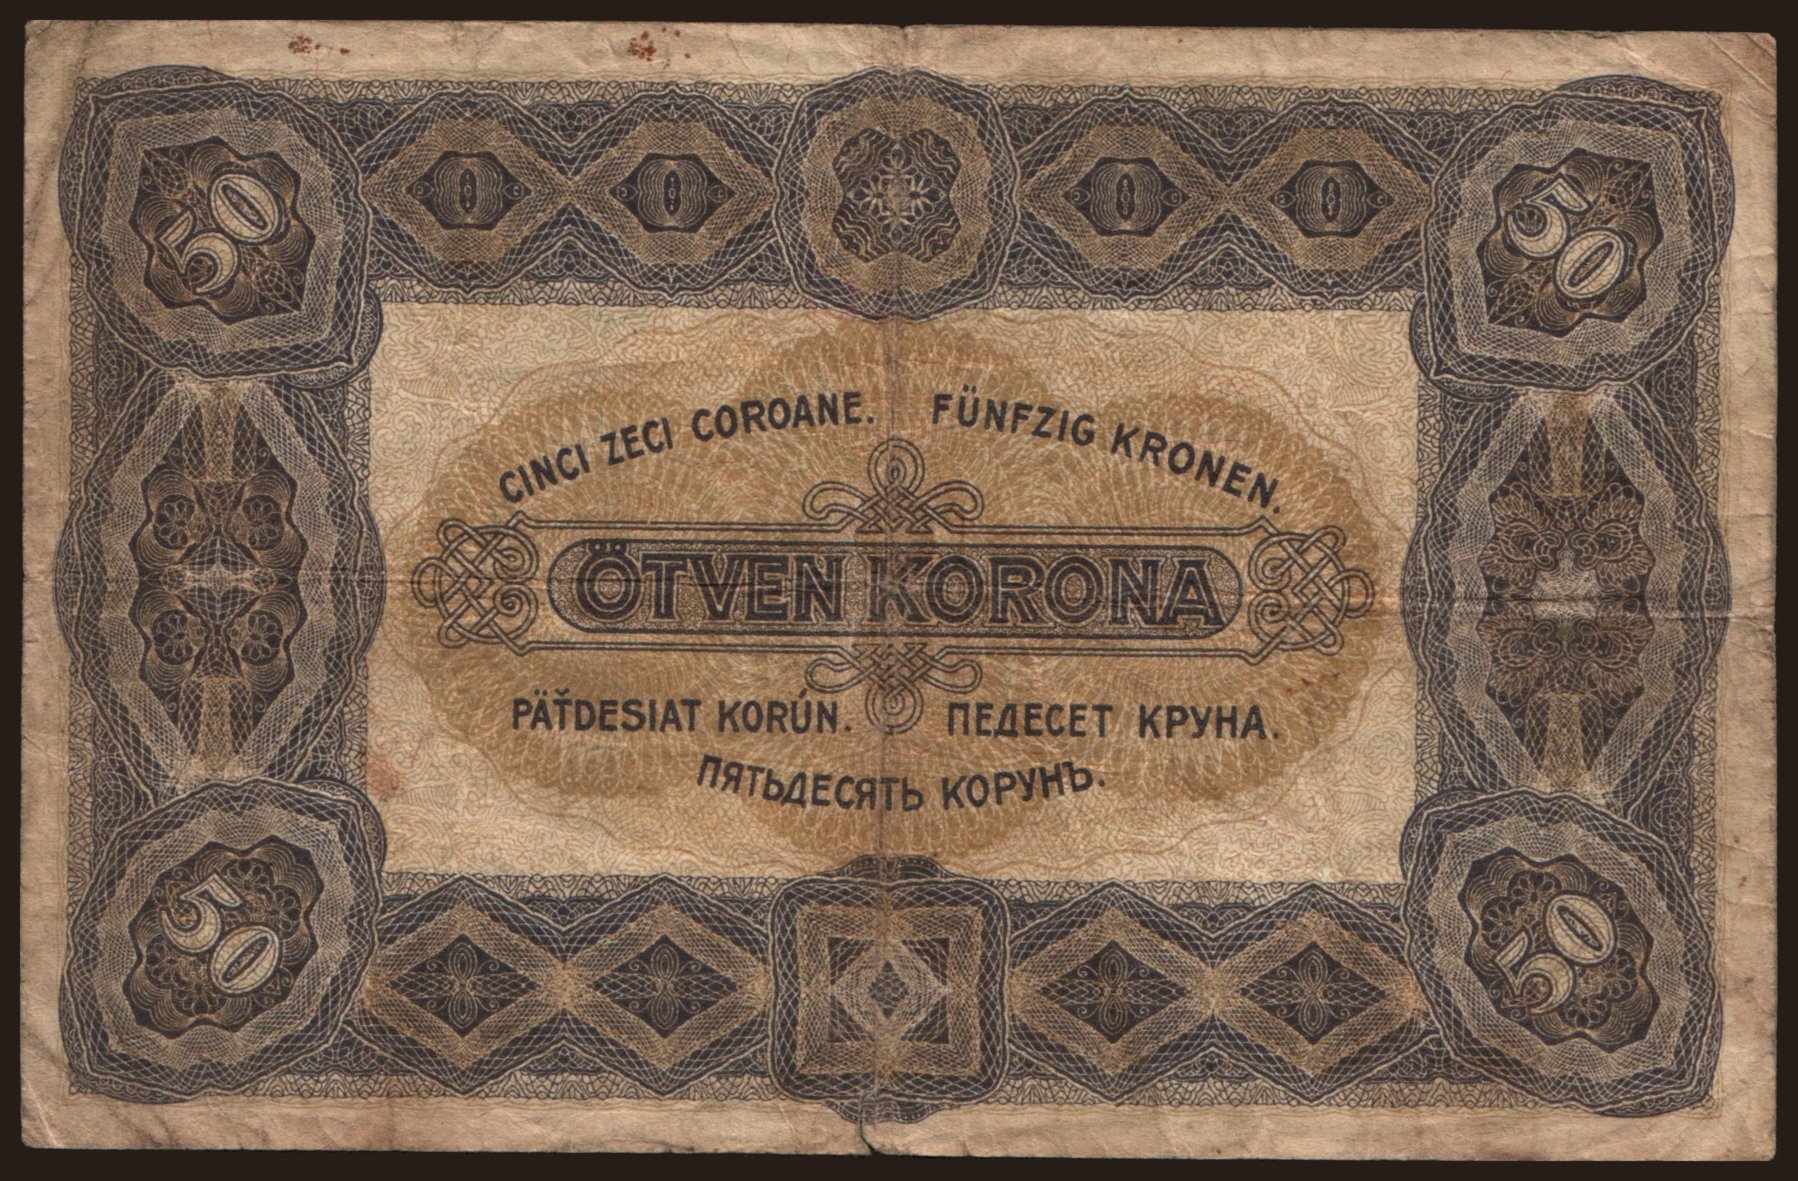 50
50
CINCI ZECI COROANE.
FÜNFZIG KRONEN.
ÖTVEN KORONA
PÄŤDESIAT KORÚN.
ПЕДЕСЕТ КРУНА.
ПЯТЬДЕСЯТЬ КОРУНЪ.
50
50